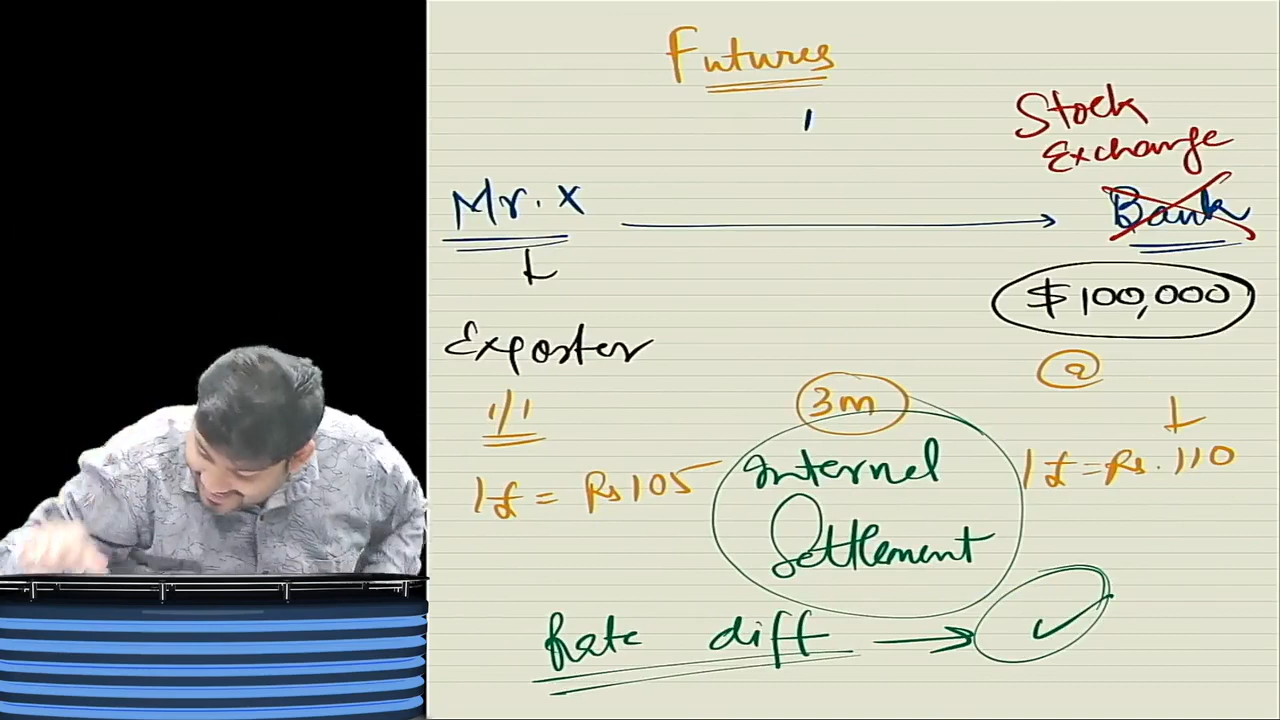 Futures
Stock
Exchange
Mr. X
Bank
$100,000
Exporter
@
1/1
3m
1£ = Rs 105
Internel
1£ = Rs. 110
Settlement
Rate diff → ✓